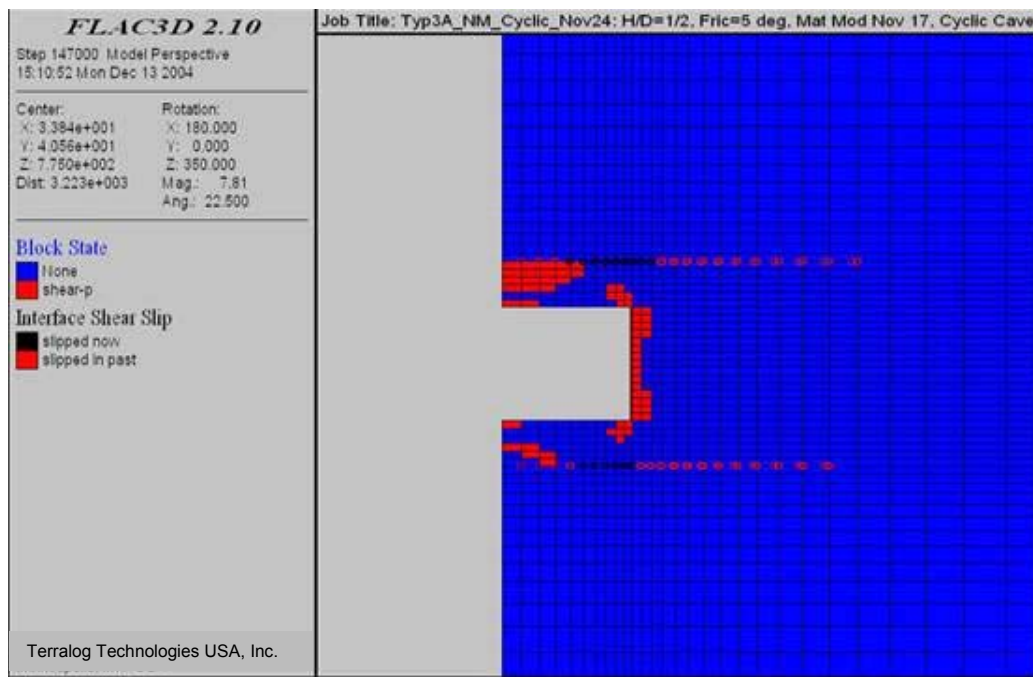 FLAC3D 2.10
Step 147000 Model Perspective
15:10:52 Mon Dec 13 2004
Center:
X: 3.384e+001
Y: 4.056e+001
Z: 7.750e+002
Dist: 3.223e+003
Rotation:
X: 180.000
Y: 0.000
Z: 350.000
Mag.: 7.81
Ang.: 22.500
Block State
None
shear-p
Interface Shear Slip
slipped now
slipped in past
Terralog Technologies USA, Inc.
Job Title: Typ3A_NM_Cyclic_Nov24: H/D=1/2, Fric=5 deg, Mat Mod Nov 17, Cyclic Cave